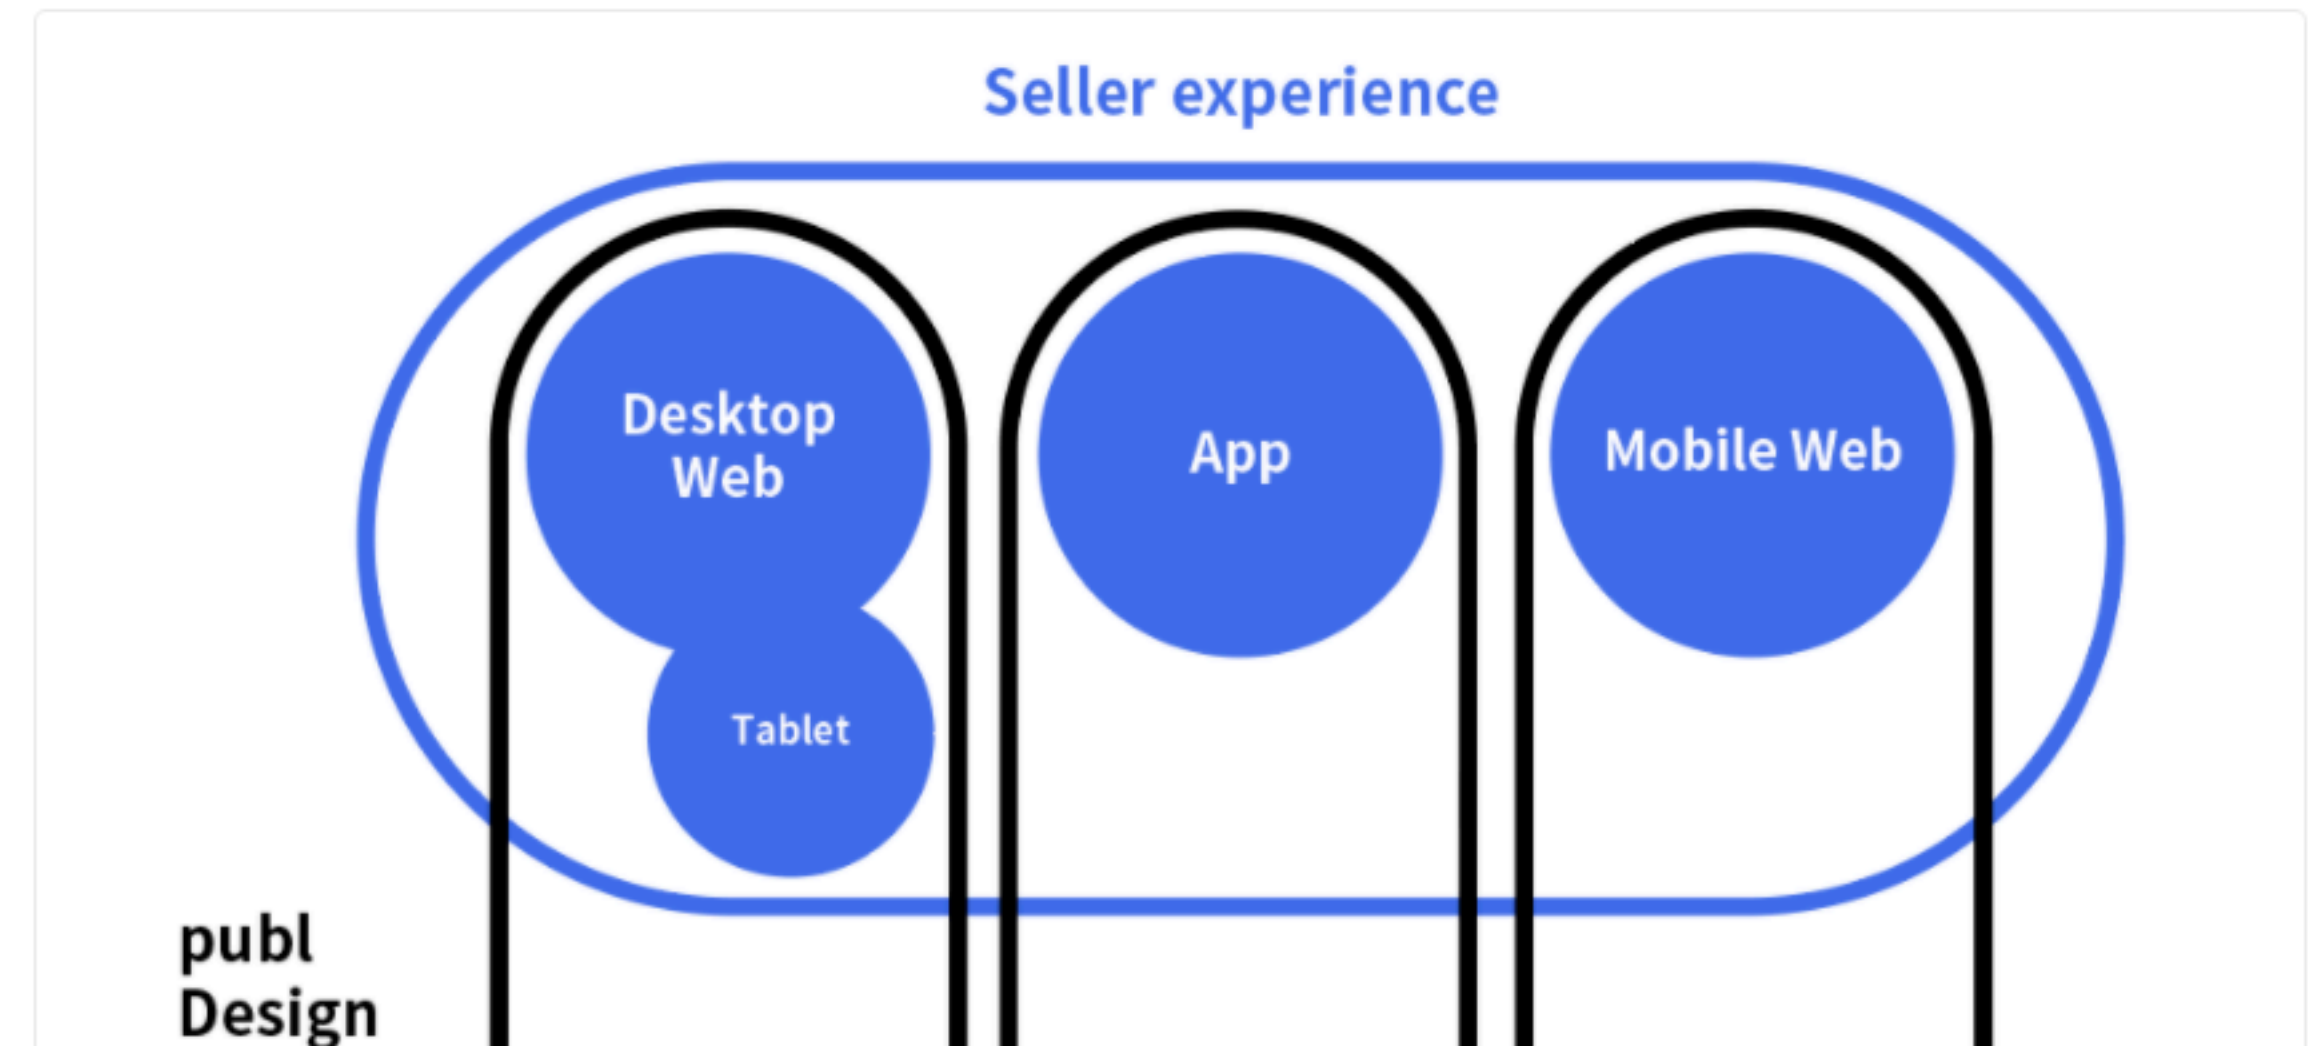 Seller experience
Desktop
Web
App
Mobile Web
Tablet
publ
Design